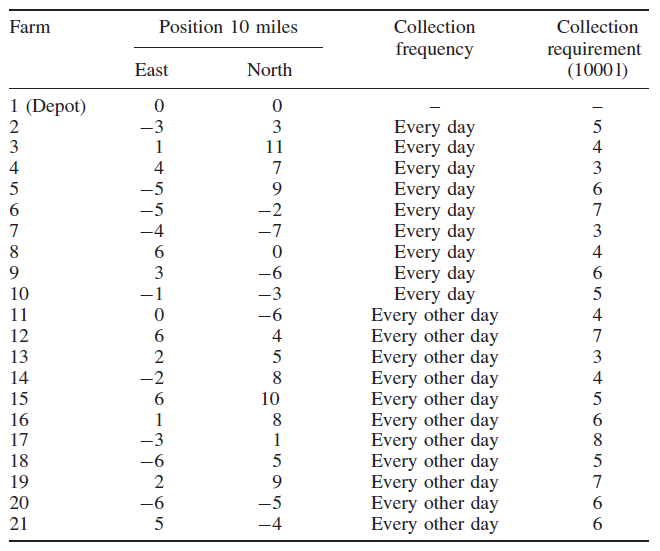 Farm Position 10 miles Collection Collection
frequency requirement
East North (1000 l)
1 (Depot) 0 0 – –
2 −3 3 Every day 5
3 1 11 Every day 4
4 4 7 Every day 3
5 −5 9 Every day 6
6 −5 −2 Every day 7
7 −4 −7 Every day 3
8 6 0 Every day 4
9 3 −6 Every day 6
10 −1 −3 Every day 5
11 0 −6 Every other day 4
12 6 4 Every other day 7
13 2 5 Every other day 3
14 −2 8 Every other day 4
15 6 10 Every other day 5
16 1 8 Every other day 6
17 −3 1 Every other day 8
18 −6 5 Every other day 5
19 2 9 Every other day 7
20 −6 −5 Every other day 6
21 5 −4 Every other day 6